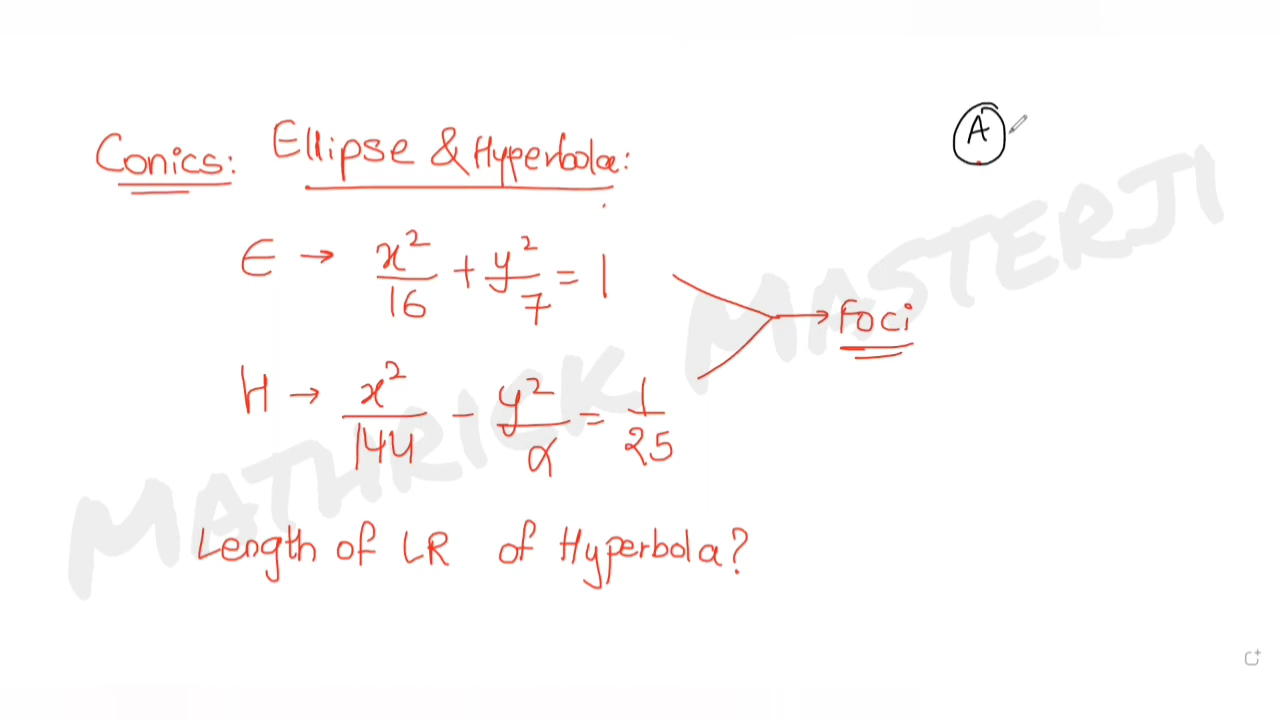 Conics: Ellipse & Hyperbola:
A
E → x²/16 + y²/7 = 1
→ Foci
H → x²/144 - y²/α = 1/25
Length of LR of Hyperbola?
MATHRICK MASTERJI